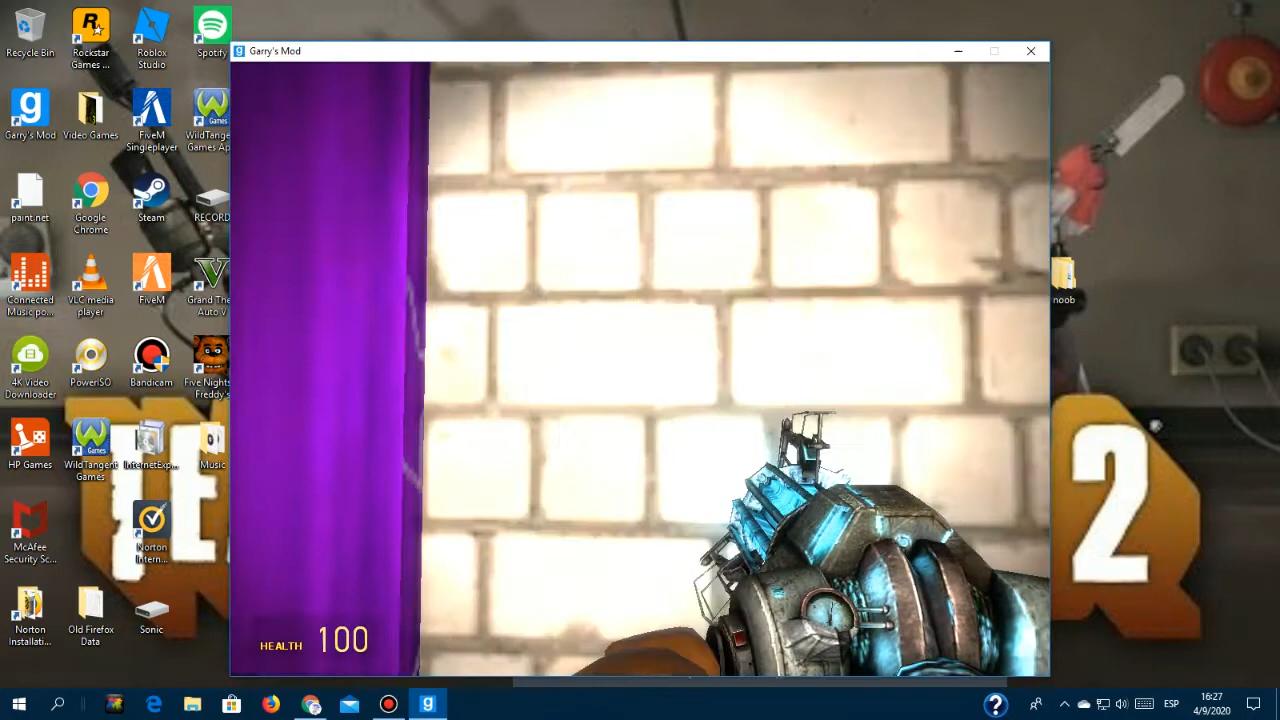 Recycle Bin
Rockstar
Games ...
Roblox
Studio
Spotify
Garry's Mod
Garry's Mod
Video Games
FiveM
Singleplayer
WildTange
Games Ap
Games
paint.net
Google
Chrome
Steam
RECORD
Connected
Music po...
VLC media
player
FiveM
Grand The
Auto V
noob
4K Video
Downloader
PowerISO
Bandicam
Five Nights
Freddy's
HP Games
WildTangent
Games
Games
InternetExp...
Music
TE
2
McAfee
Security Sc...
Norton
Intern...
Norton
Installati...
Old Firefox
Data
Sonic
HEALTH 100
ESP
16:27
4/9/2020